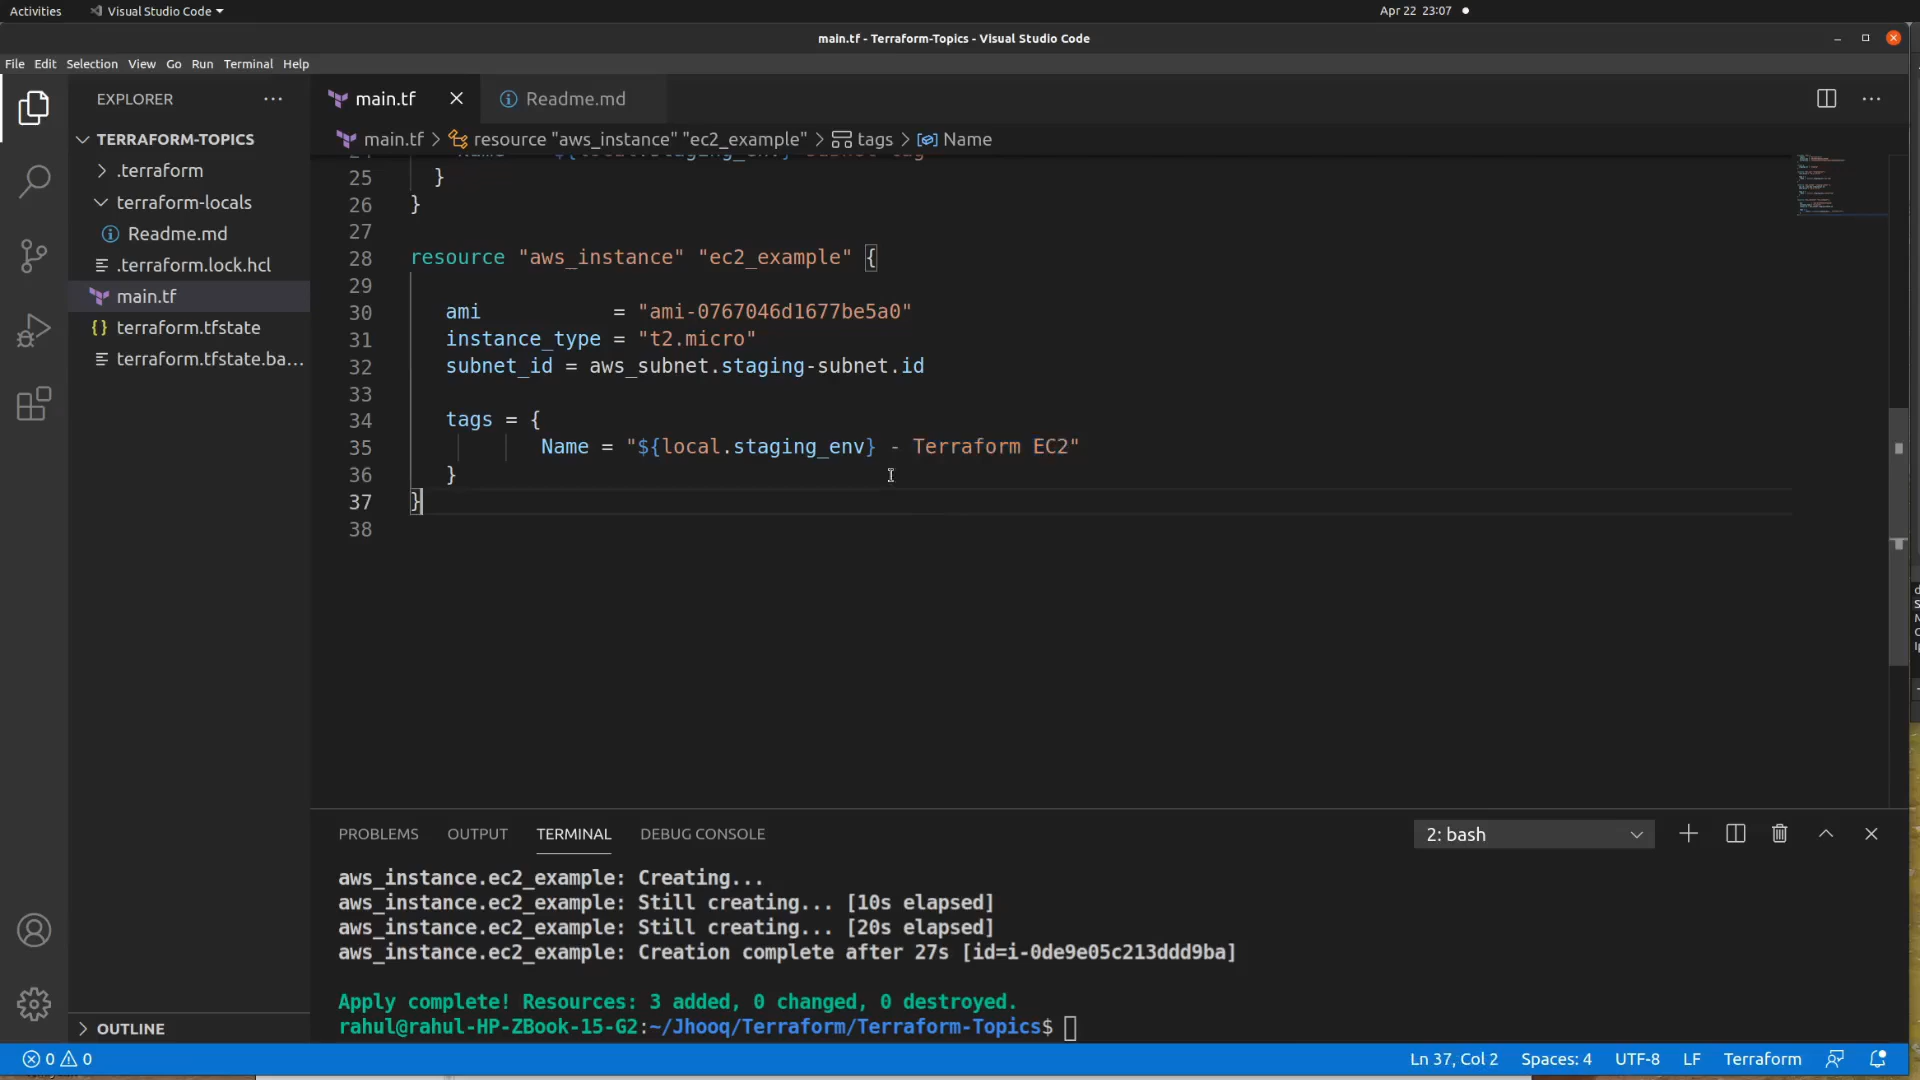 Activities Visual Studio Code Apr 22 23:07
main.tf - Terraform-Topics - Visual Studio Code
File Edit Selection View Go Run Terminal Help
EXPLORER
TERRAFORM-TOPICS
.terraform
terraform-locals
Readme.md
.terraform.lock.hcl
main.tf
terraform.tfstate
terraform.tfstate.ba...
OUTLINE
main.tf Readme.md
main.tf > resource "aws_instance" "ec2_example" > tags > Name
25 }
26 }
27
28 resource "aws_instance" "ec2_example" {
29
30 ami = "ami-0767046d1677be5a0"
31 instance_type = "t2.micro"
32 subnet_id = aws_subnet.staging-subnet.id
33
34 tags = {
35 Name = "${local.staging_env} - Terraform EC2"
36 }
37 }
38
PROBLEMS OUTPUT TERMINAL DEBUG CONSOLE 2: bash
aws_instance.ec2_example: Creating...
aws_instance.ec2_example: Still creating... [10s elapsed]
aws_instance.ec2_example: Still creating... [20s elapsed]
aws_instance.ec2_example: Creation complete after 27s [id=i-0de9e05c213ddd9ba]
Apply complete! Resources: 3 added, 0 changed, 0 destroyed.
rahul@rahul-HP-ZBook-15-G2:~/Jhooq/Terraform/Terraform-Topics$
0 0 Ln 37, Col 2 Spaces: 4 UTF-8 LF Terraform